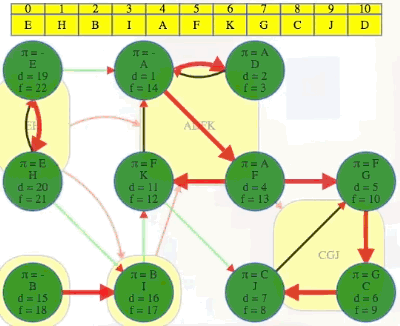 0 1 2 3 4 5 6 7 8 9 10
E H B I A F K G C J D
π = -
E
d = 19
f = 22
π = -
A
d = 1
f = 14
π = A
D
d = 2
f = 3
EH
ADFK
π = E
H
d = 20
f = 21
π = F
K
d = 11
f = 12
π = A
F
d = 4
f = 13
π = F
G
d = 5
f = 10
CGJ
π = -
B
d = 15
f = 18
π = B
I
d = 16
f = 17
π = C
J
d = 7
f = 8
π = G
C
d = 6
f = 9